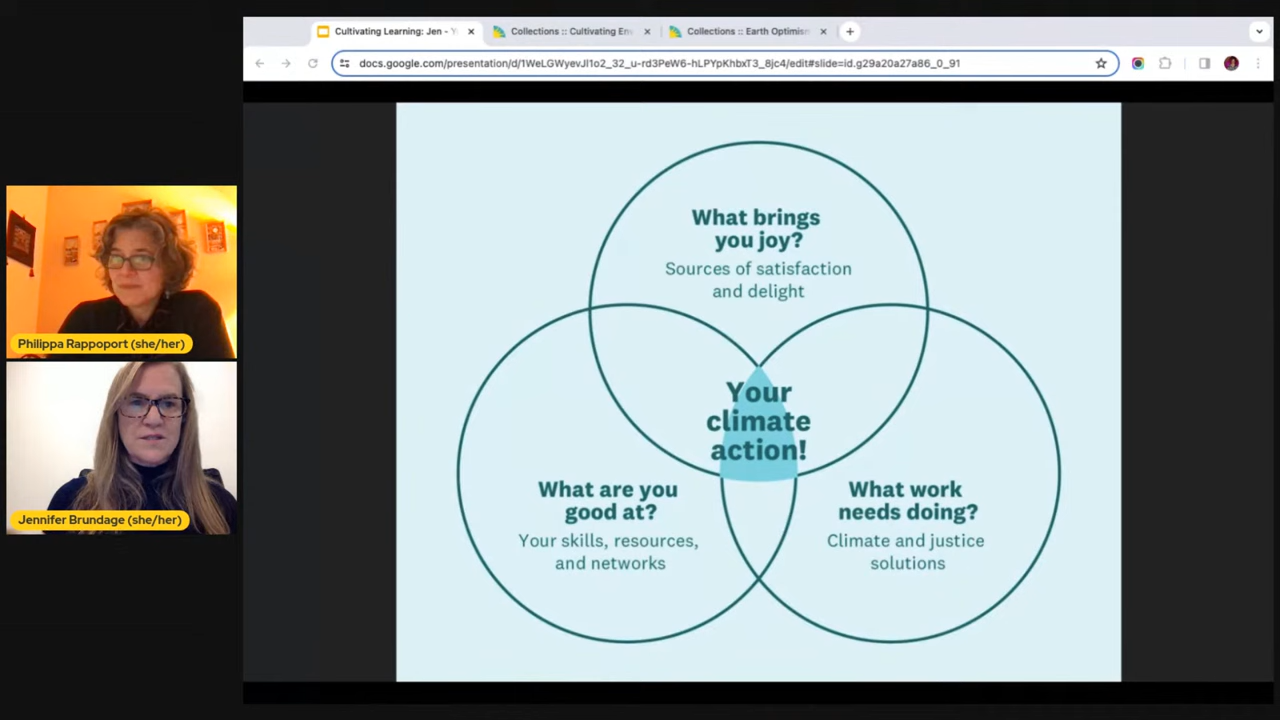 Cultivating Learning: Jen - Y
Collections :: Cultivating Env
Collections :: Earth Optimism
docs.google.com/presentation/d/1WeLGWyevJl1o2_32_u-rd3PeW6-hLPYpKhbxT3_8jc4/edit#slide=id.g29a20a27a86_0_91
What brings
you joy?
Sources of satisfaction
and delight
Your
climate
action!
What are you
good at?
Your skills, resources,
and networks
What work
needs doing?
Climate and justice
solutions
Philippa Rappoport (she/her)
Jennifer Brundage (she/her)